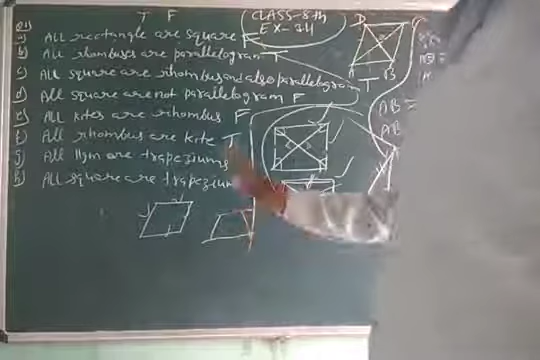 T F
CLASS-8th
EX-3.4
Q1)
a) All rectangle are square F
b) All rhombuses are parallelogram T
c) All square are rhombus and also parallelogram T
d) All square are not parallelogram F
e) All kites are rhombus F
f) All rhombus are kite T
g) All llgm are trapeziums
h) All square are trapezium
D
A B
AB =
AB